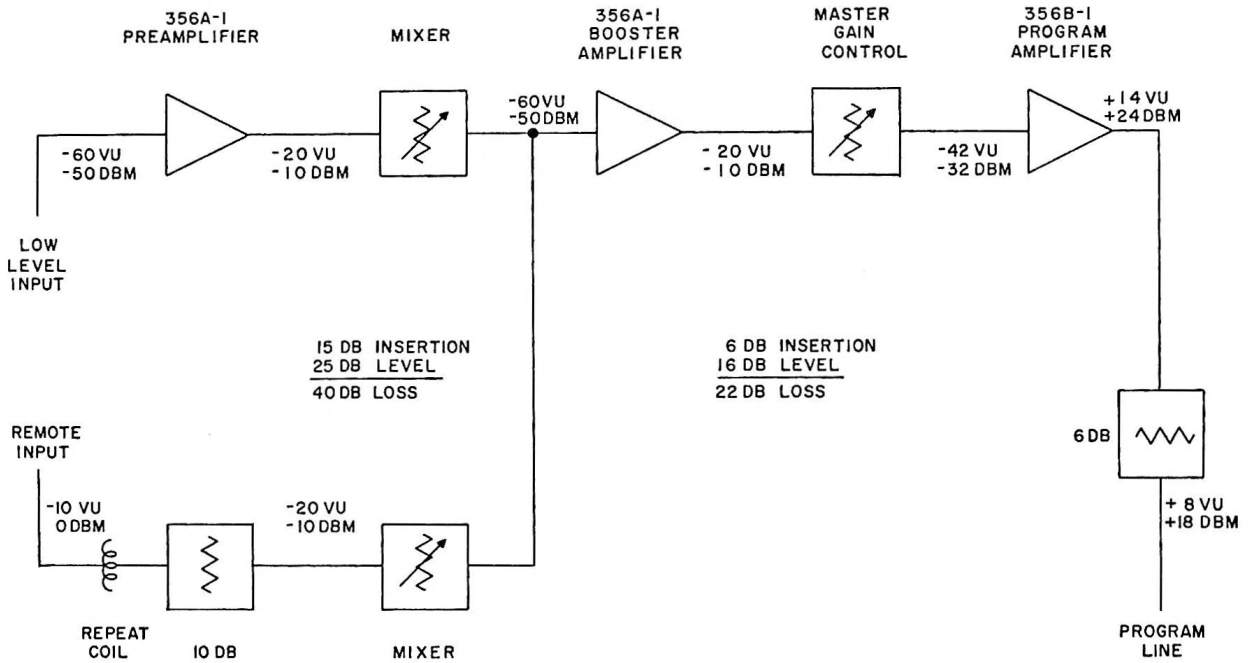 356A-1
PREAMPLIFIER
MIXER
356A-1
BOOSTER
AMPLIFIER
MASTER
GAIN
CONTROL
356B-1
PROGRAM
AMPLIFIER
-60 VU
-50 DBM
-20 VU
-10 DBM
-60 VU
-50 DBM
-20 VU
-10 DBM
-42 VU
-32 DBM
+14 VU
+24 DBM
LOW
LEVEL
INPUT
15 DB INSERTION
25 DB LEVEL
40 DB LOSS
6 DB INSERTION
16 DB LEVEL
22 DB LOSS
REMOTE
INPUT
-10 VU
0 DBM
-20 VU
-10 DBM
6 DB
+ 8 VU
+18 DBM
REPEAT
COIL
10 DB
MIXER
PROGRAM
LINE